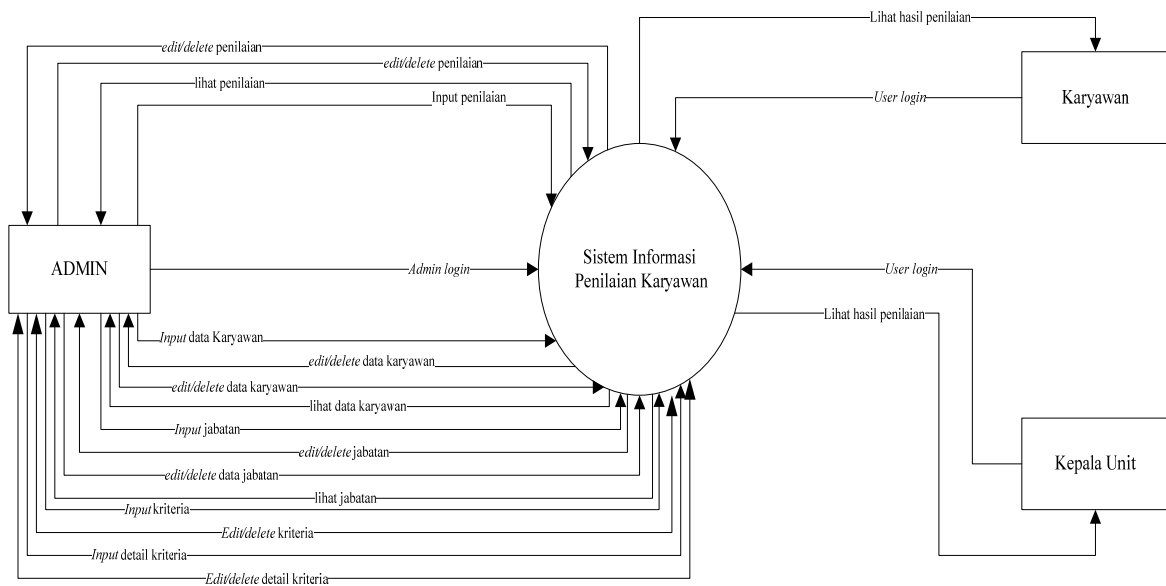 Lihat hasil penilaian
edit/delete penilaian
edit/delete penilaian
lihat penilaian
Input penilaian
User login
Karyawan
ADMIN
Admin login
Sistem Informasi
Penilaian Karyawan
User login
Lihat hasil penilaian
Input data Karyawan
edit/delete data karyawan
edit/delete data karyawan
lihat data karyawan
Input jabatan
edit/delete jabatan
edit/delete data jabatan
Kepala Unit
lihat jabatan
Input kriteria
Edit/delete kriteria
Input detail kriteria
Edit/delete detail kriteria